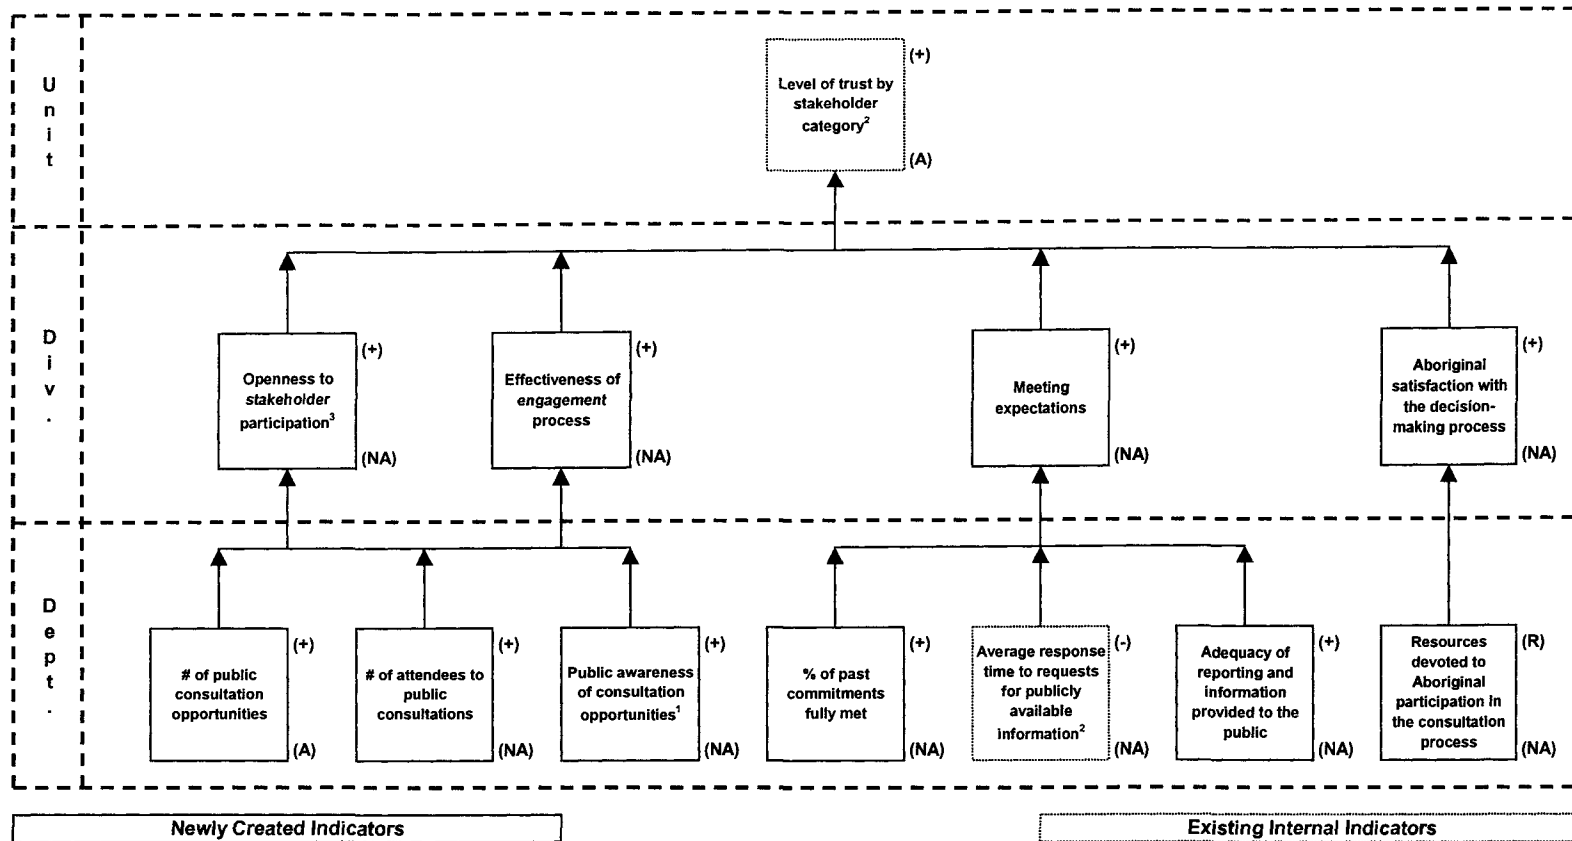 Unit
(+)
Level of trust by
stakeholder
category²
(A)
Div.
(+)
Openness to
stakeholder
participation³
(NA)
(+)
Effectiveness of
engagement
process
(NA)
(+)
Meeting
expectations
(NA)
(+)
Aboriginal
satisfaction with
the decision-
making process
(NA)
Dept.
(+)
# of public
consultation
opportunities
(A)
(+)
# of attendees to
public
consultations
(NA)
(+)
Public awareness
of consultation
opportunities¹
(NA)
(+)
% of past
commitments
fully met
(NA)
(-)
Average response
time to requests
for publicly
available
information²
(NA)
(+)
Adequacy of
reporting and
information
provided to the
public
(NA)
(R)
Resources
devoted to
Aboriginal
participation in
the consultation
process
(NA)
Newly Created Indicators
Existing Internal Indicators